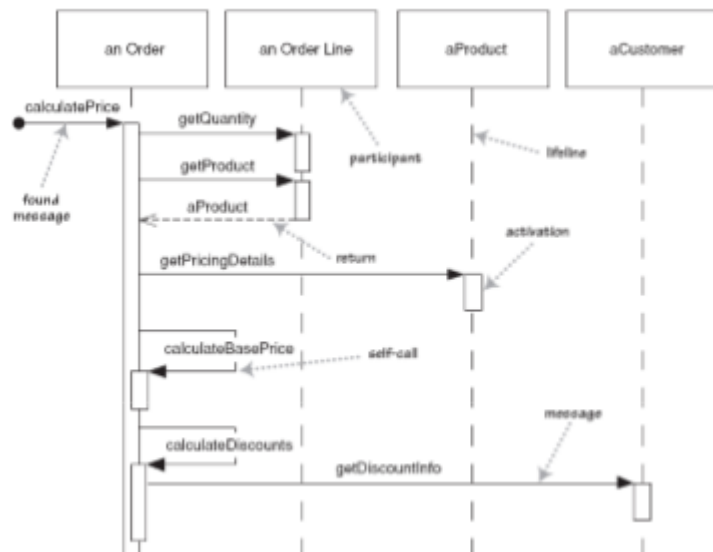 an Order
an Order Line
aProduct
aCustomer
calculatePrice
getQuantity
participant
lifeline
getProduct
found
message
aProduct
return
activation
getPricingDetails
calculateBasePrice
self-call
calculateDiscounts
message
getDiscountInfo